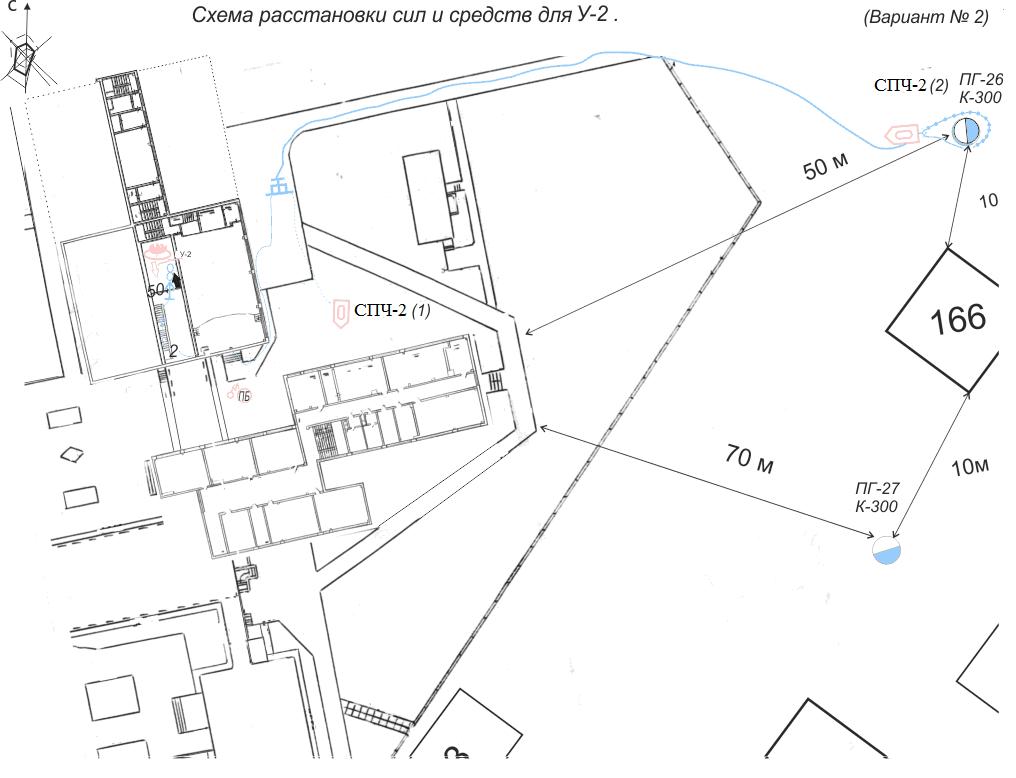 С
Схема расстановки сил и средств для У-2 .
(Вариант № 2)
СПЧ-2 (2)
ПГ-26
К-300
50 м
10
166
У-2
50
СПЧ-2 (1)
2
ПБ
70 м
10м
ПГ-27
К-300